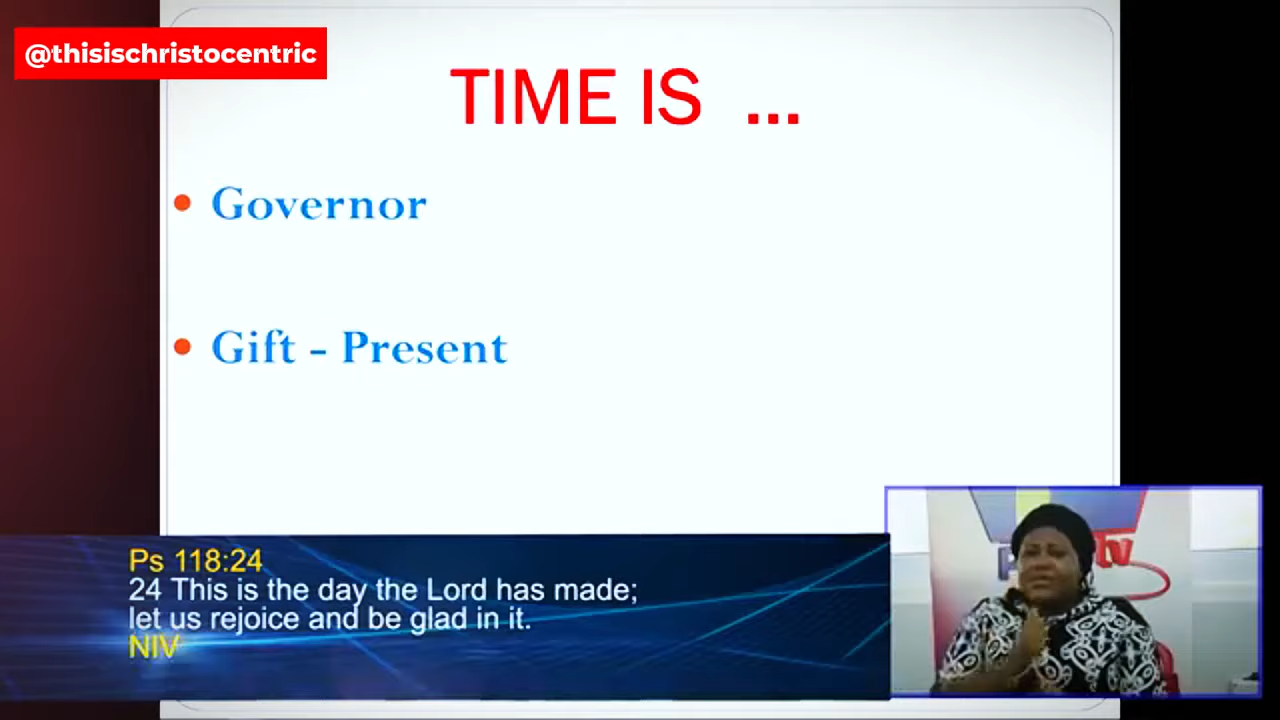 @thisischristocentric
TIME IS ...
• Governor
• Gift - Present
Ps 118:24
24 This is the day the Lord has made;
let us rejoice and be glad in it.
NIV
tv